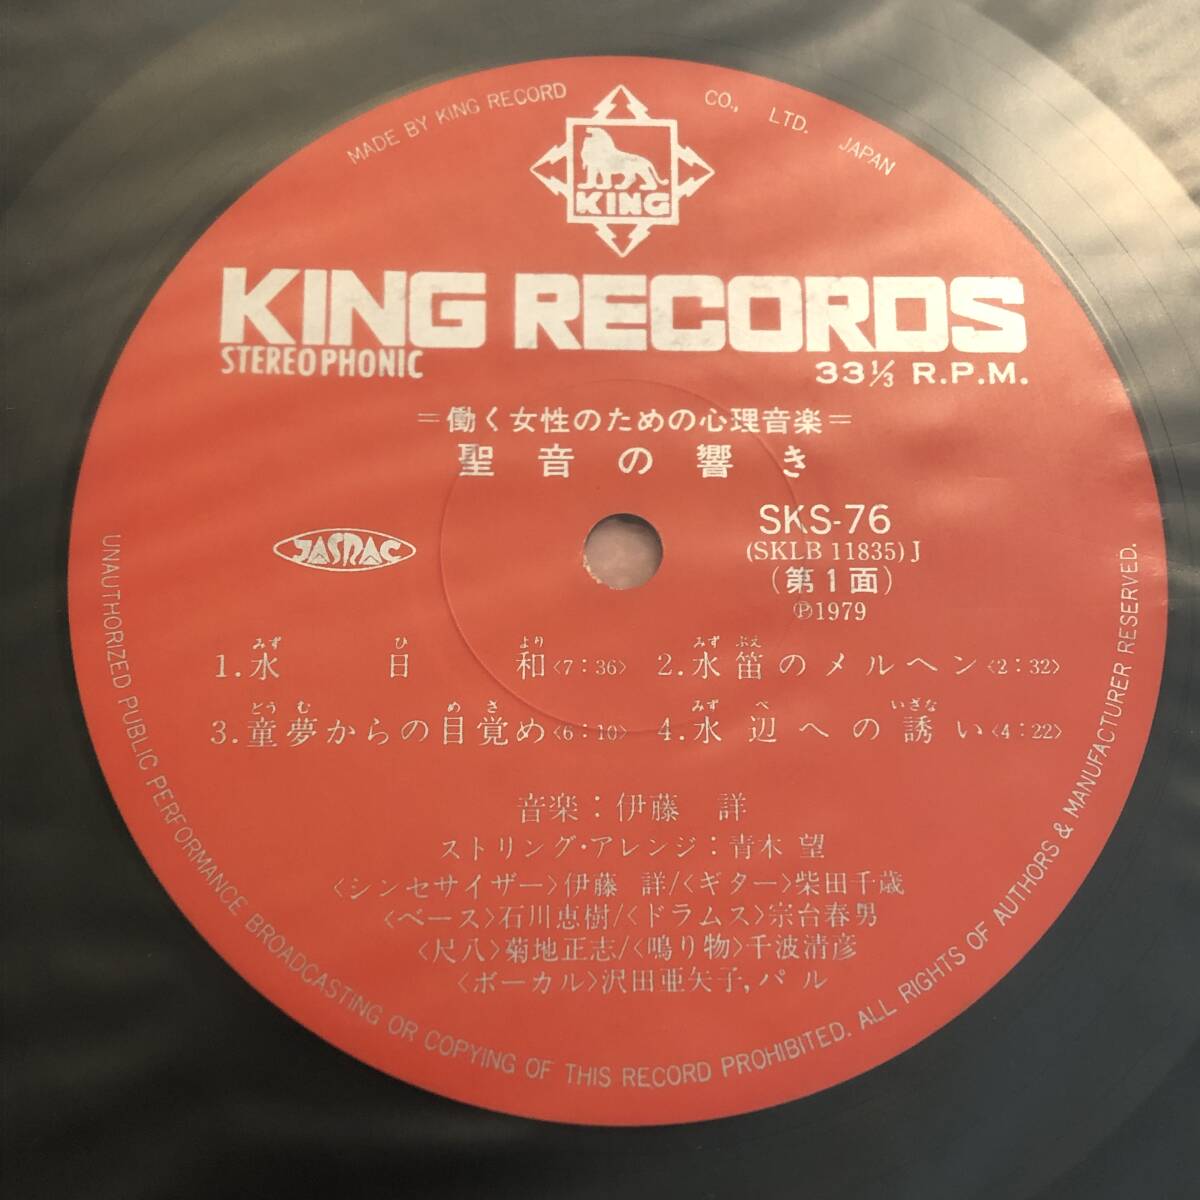 MADE BY KING RECORD CO., LTD. JAPAN
KING
KING RECORDS
STEREOPHONIC
33⅓ R.P.M.
=働く女性のための心理音楽=
聖音の響き
SKS-76
(SKLB 11835) J
(第1面)
Ⓟ1979
JASRAC
みず ひ より みず ぶえ
1.水日和<7:36> 2.水笛のメルヘン<2:32>
どう む め さ みず べ いざな
3.童夢からの目覚め<6:10> 4.水辺への誘い<4:22>
音楽:伊藤 詳
ストリング・アレンジ:青木 望
<シンセサイザー>伊藤 詳/<ギター>柴田千歳
<ベース>石川恵樹/<ドラムス>宗台春男
<尺八>菊地正志/<鳴り物>千波清彦
<ボーカル>沢田亜矢子,パル
UNAUTHORIZED PUBLIC PERFORMANCE BROADCASTING OR COPYING OF THIS RECORD PROHIBITED. ALL RIGHTS OF AUTHORS & MANUFACTURER RESERVED.